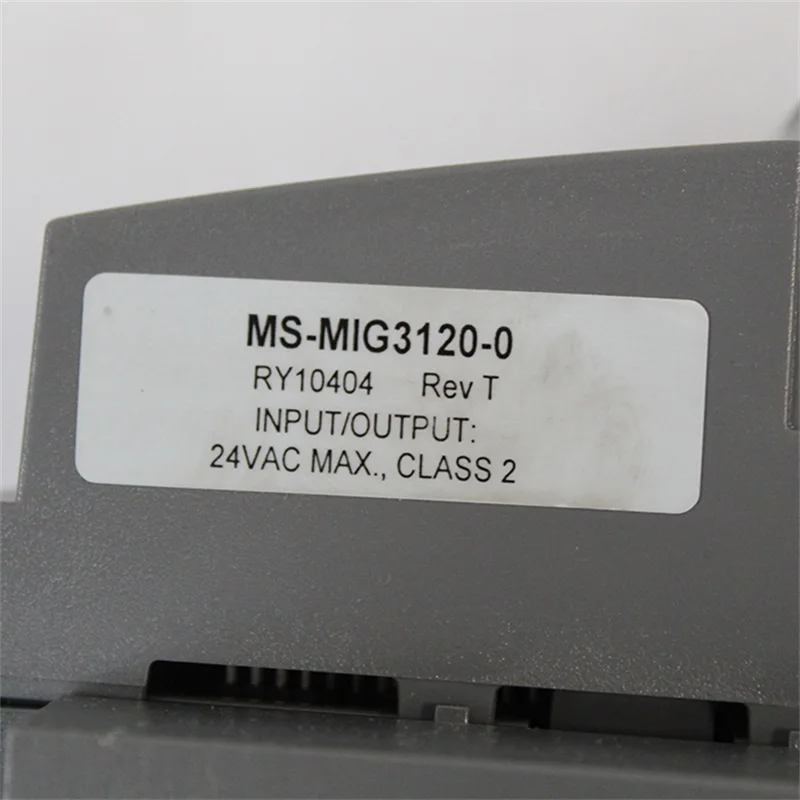 MS-MIG3120-0
RY10404 Rev T
INPUT/OUTPUT:
24VAC MAX., CLASS 2